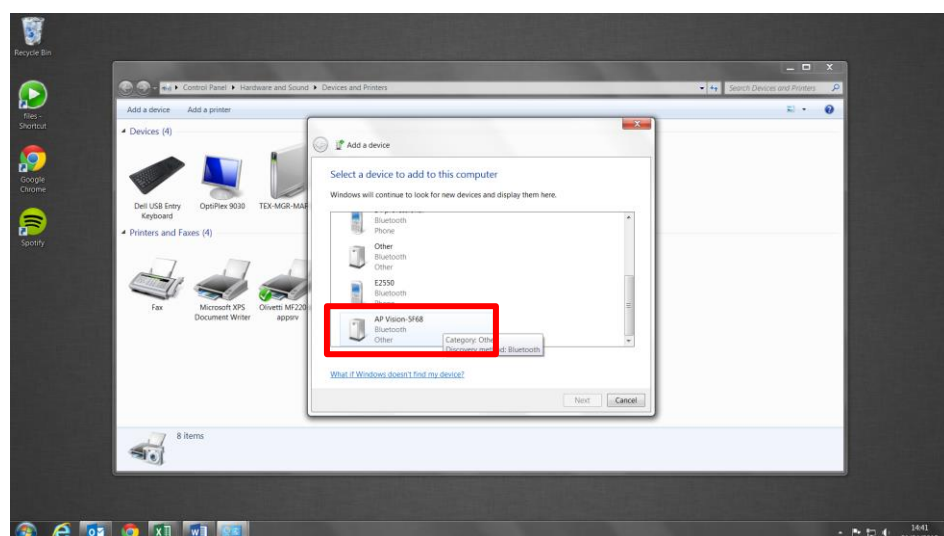 Recycle Bin
files -
Shortcut
Google
Chrome
Spotify
Control Panel
Hardware and Sound
Devices and Printers
Search Devices and Printers
Add a device
Add a printer
Devices (4)
Dell USB Entry
Keyboard
OptiPlex 9030
TEX-MGR-MAR
Printers and Faxes (4)
Fax
Microsoft XPS
Document Writer
Olivetti MF220
appsrv
8 items
Add a device
Select a device to add to this computer
Windows will continue to look for new devices and display them here.
Bluetooth
Phone
Other
Bluetooth
Other
E2550
Bluetooth
Phone
AP Vision-5F68
Bluetooth
Other
Category: Other
Discovery method: Bluetooth
What if Windows doesn't find my device?
Next
Cancel
14:41